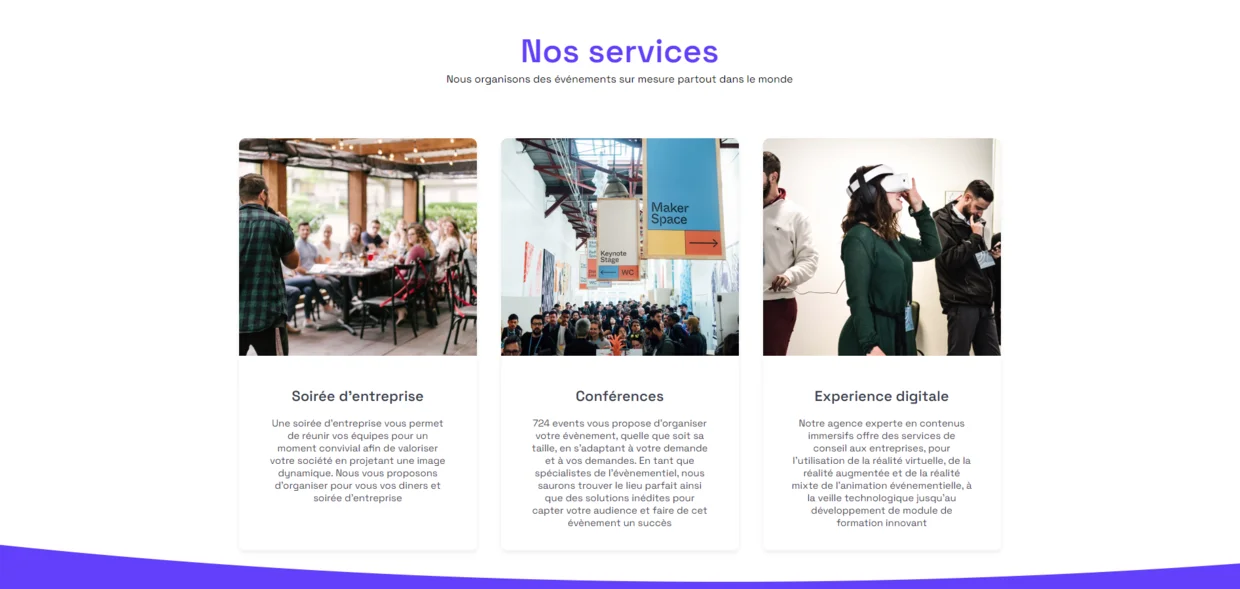 Nos services
Nous organisons des événements sur mesure partout dans le monde
Maker
Space
Keynote
Stage
WC
Soirée d'entreprise
Une soirée d'entreprise vous permet
de réunir vos équipes pour un
moment convivial afin de valoriser
votre société en projetant une image
dynamique. Nous vous proposons
d'organiser pour vous vos diners et
soirée d'entreprise
Conférences
724 events vous propose d'organiser
votre évènement, quelle que soit sa
taille, en s'adaptant à votre demande
et à vos demandes. En tant que
spécialistes de l'évènementiel, nous
saurons trouver le lieu parfait ainsi
que des solutions inédites pour
capter votre audience et faire de cet
évènement un succès
Experience digitale
Notre agence experte en contenus
immersifs offre des services de
conseil aux entreprises, pour
l'utilisation de la réalité virtuelle, de la
réalité augmentée et de la réalité
mixte de l'animation événementielle, à
la veille technologique jusqu'au
développement de module de
formation innovant